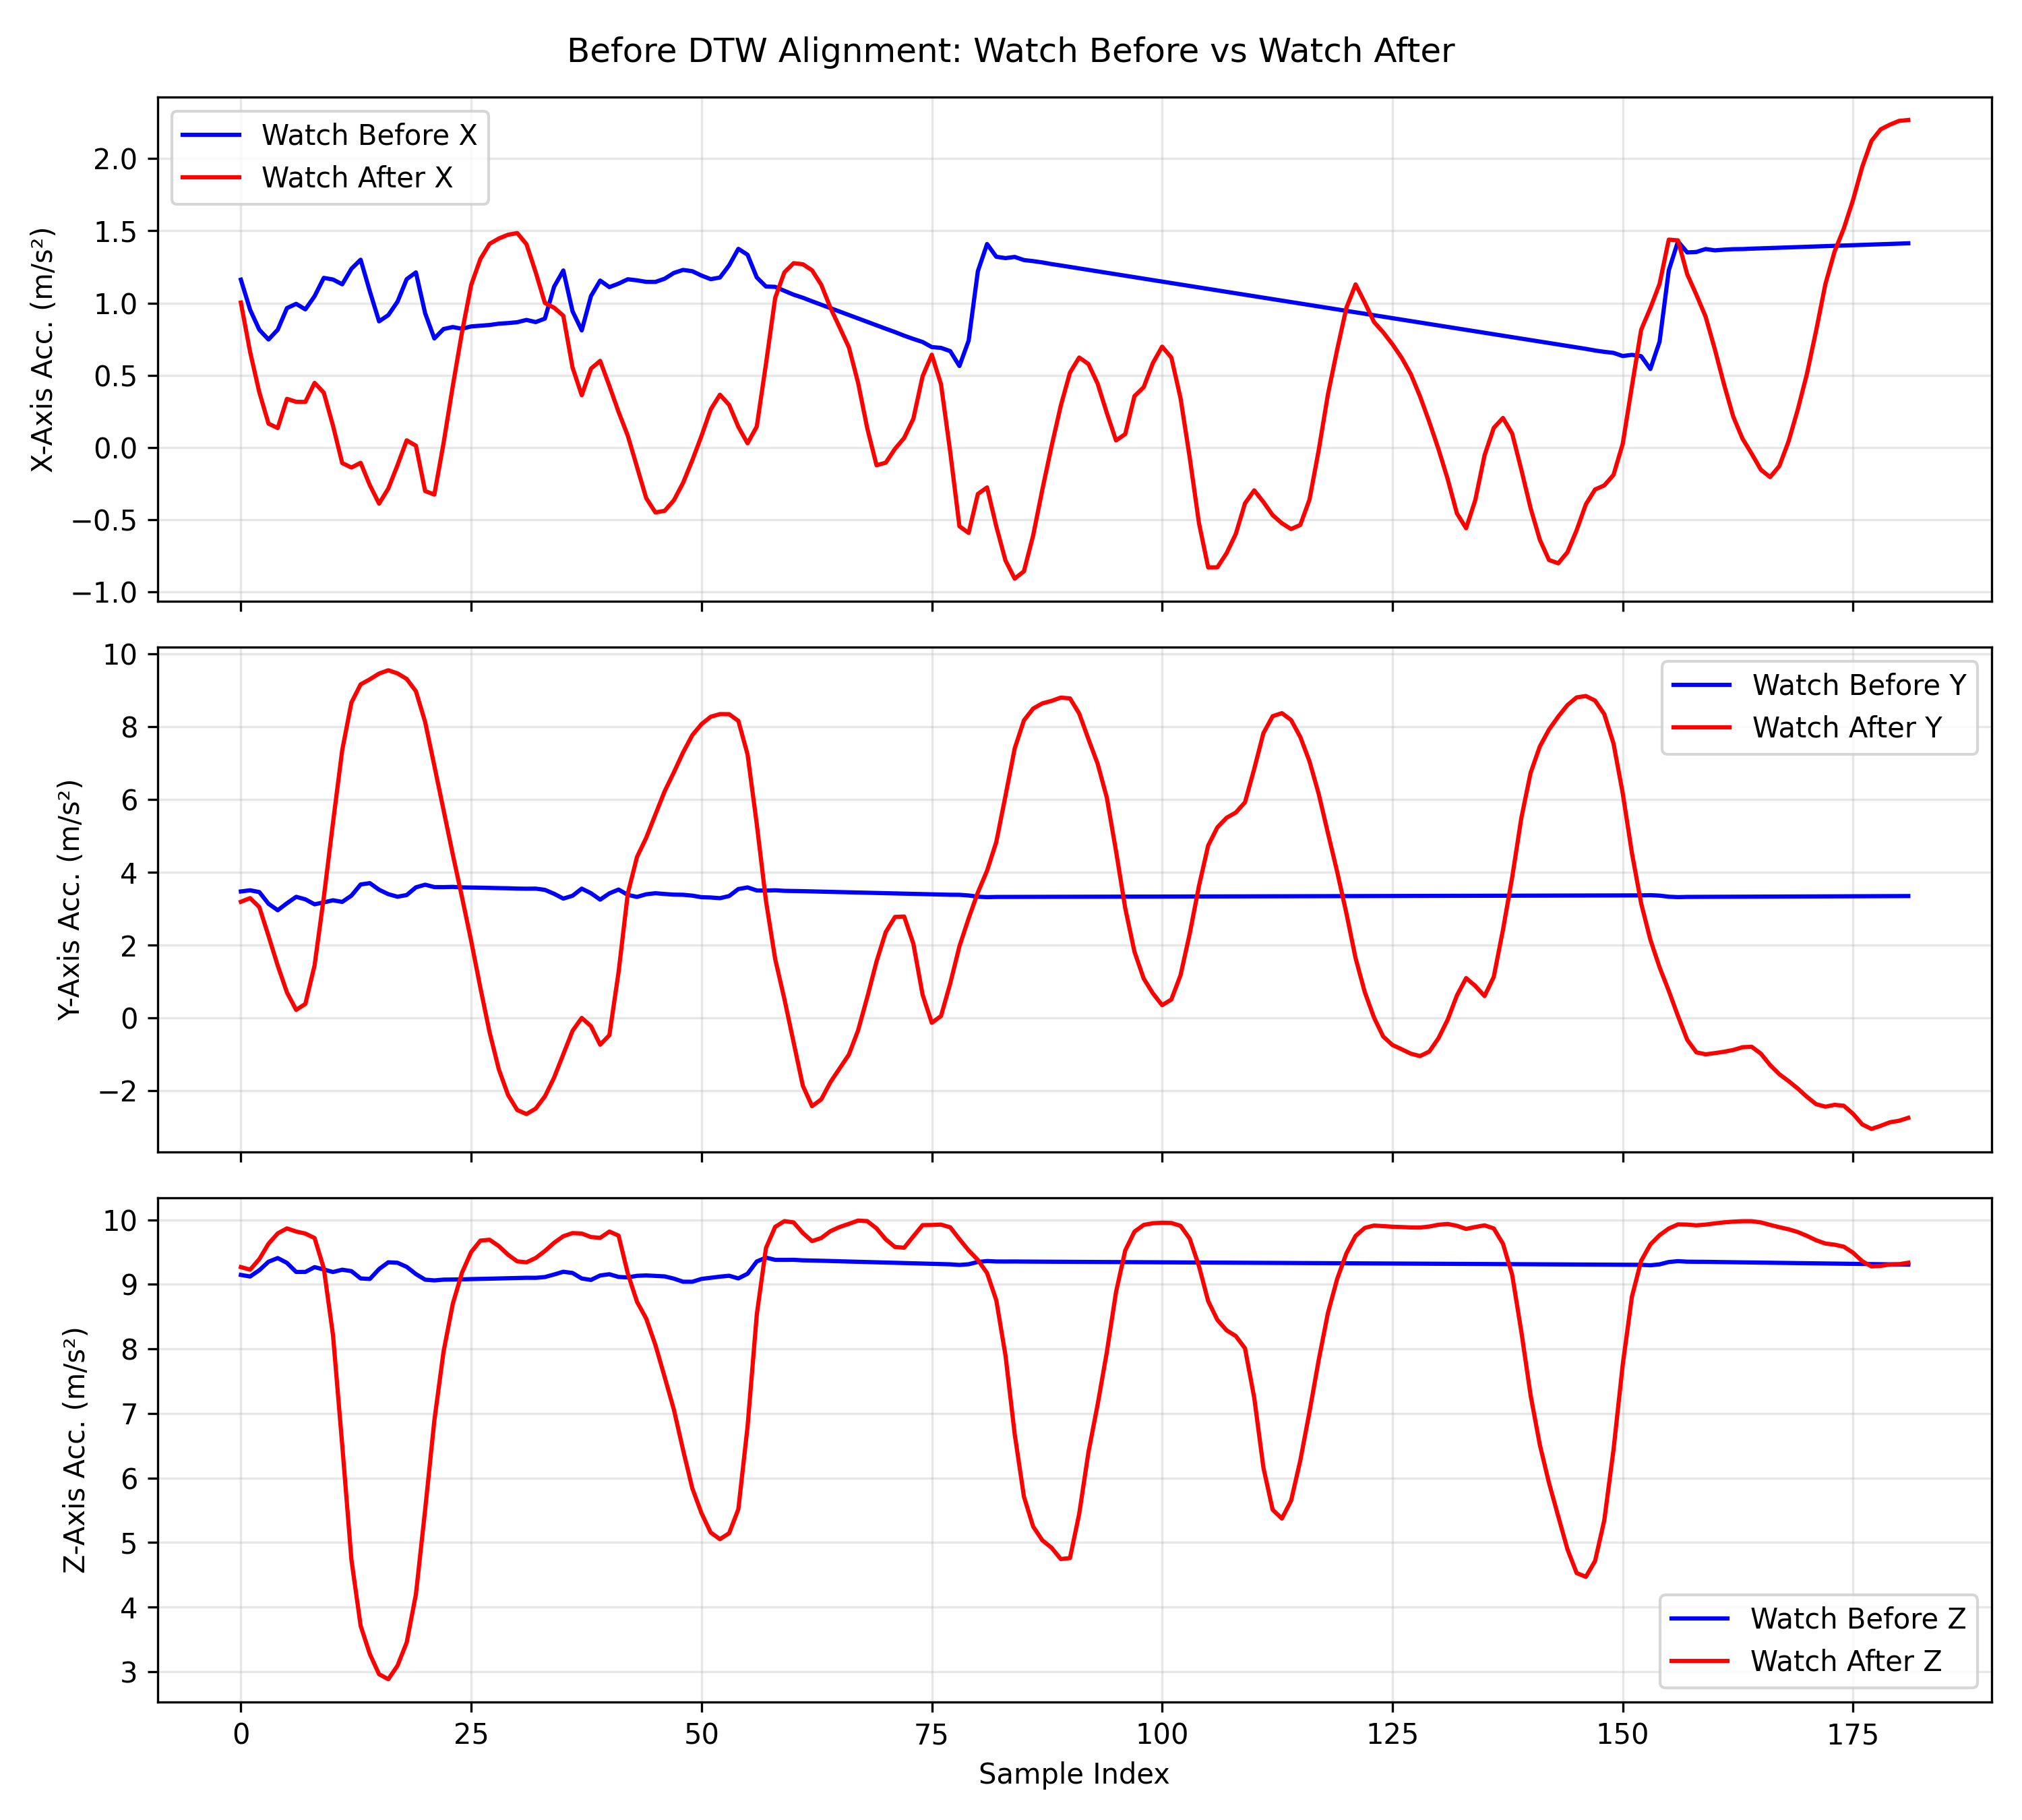 Before DTW Alignment: Watch Before vs Watch After
Watch Before X
Watch After X
X-Axis Acc. (m/s²)
2.0
1.5
1.0
0.5
0.0
−0.5
−1.0
Watch Before Y
Watch After Y
Y-Axis Acc. (m/s²)
10
8
6
4
2
0
−2
Watch Before Z
Watch After Z
Z-Axis Acc. (m/s²)
10
9
8
7
6
5
4
3
0 25 50 75 100 125 150 175
Sample Index